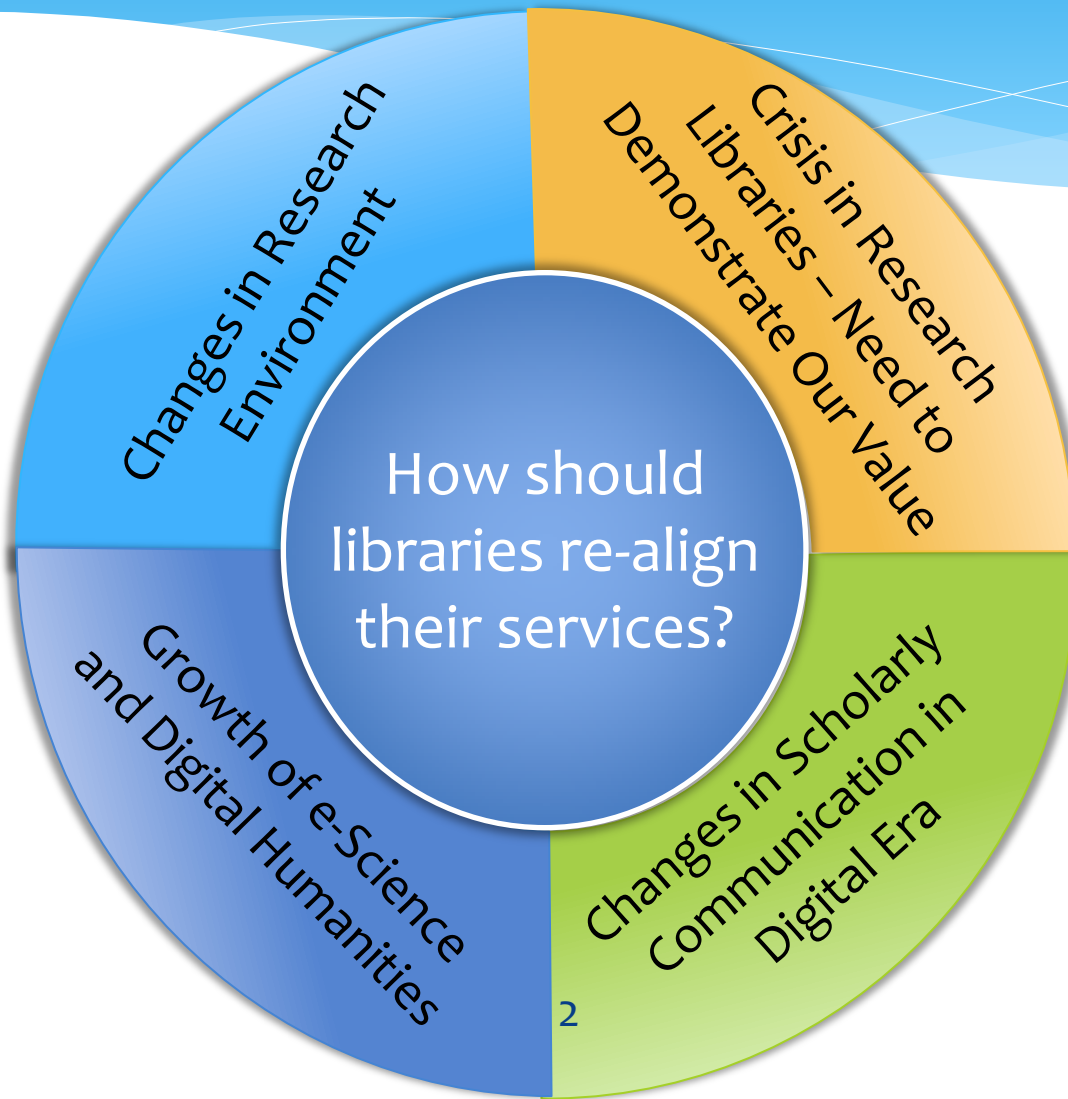 Changes in Research
Environment
Crisis in Research
Libraries – Need to
Demonstrate Our Value
How should
libraries re-align
their services?
Growth of e-Science
and Digital Humanities
Changes in Scholarly
Communication in
Digital Era
2